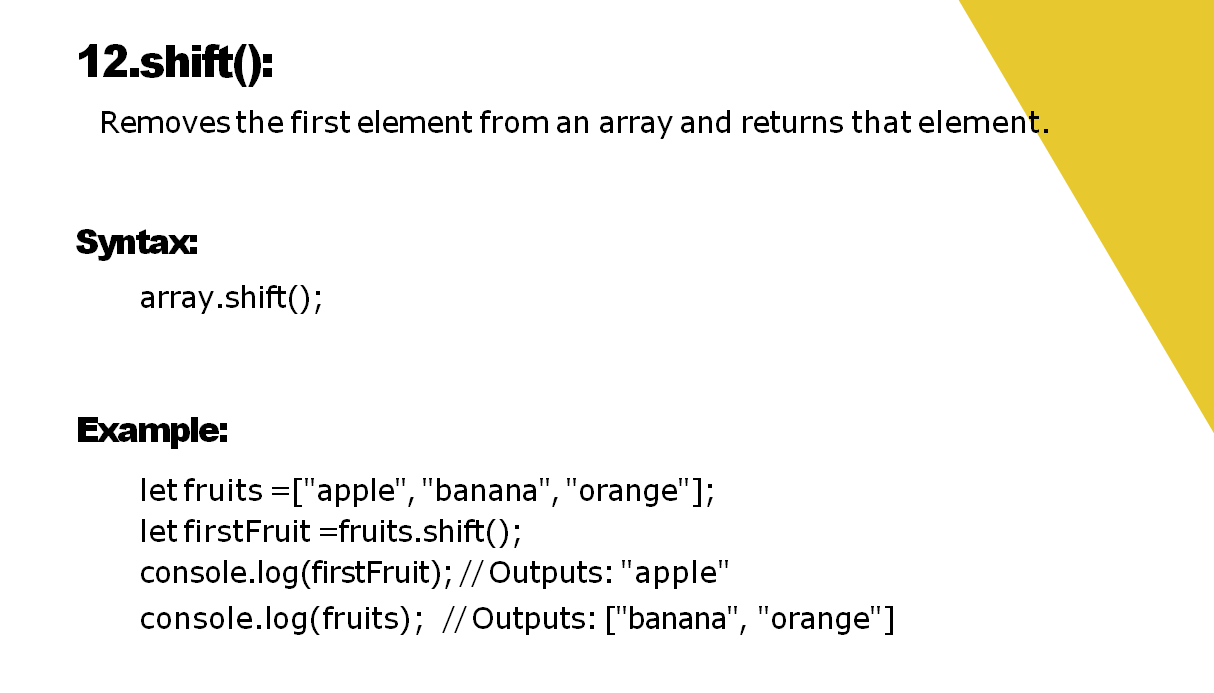 12.shift():
Removes the first element from an array and returns that element.
Syntax:
array.shift();
Example:
let fruits =["apple", "banana", "orange"];
let firstFruit =fruits.shift();
console.log(firstFruit); // Outputs: "apple"
console.log(fruits); // Outputs: ["banana", "orange"]